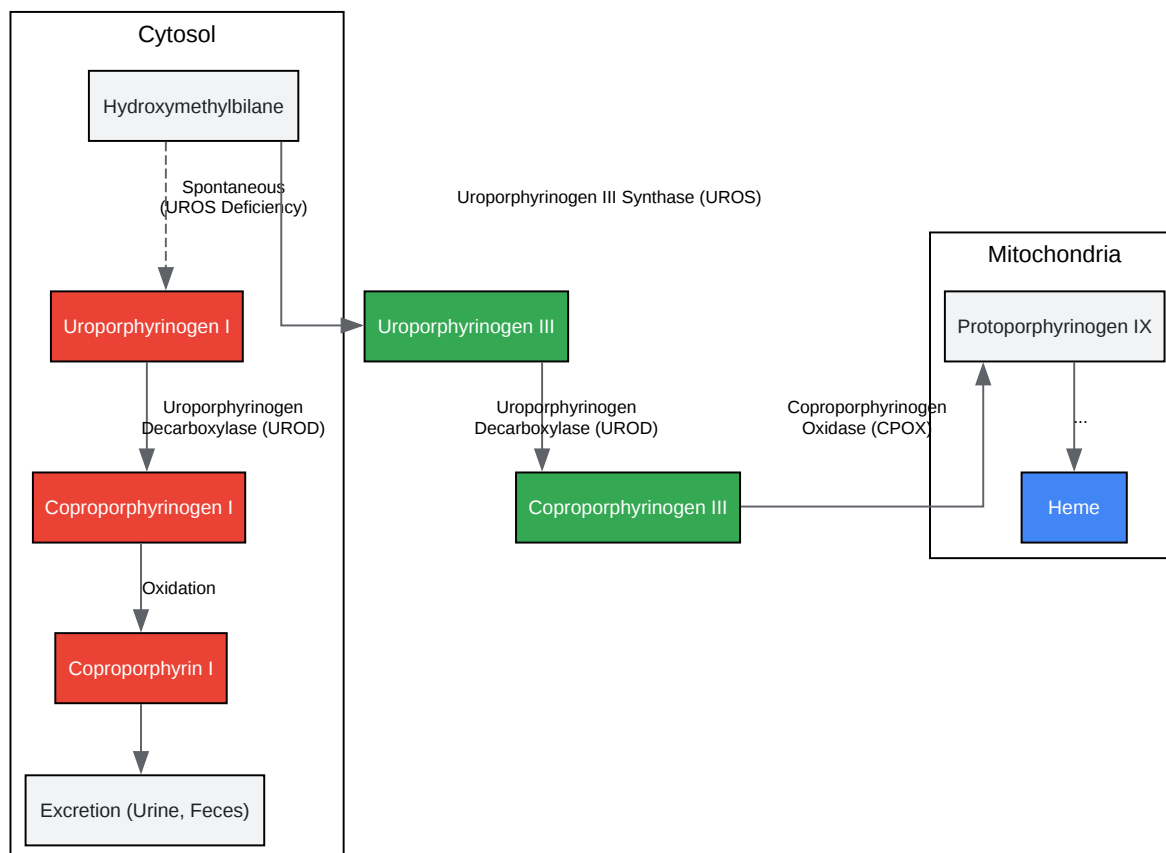 Cytosol
Hydroxymethylbilane
Spontaneous
(UROS Deficiency)
Uroporphyrinogen III Synthase (UROS)
Mitochondria
Uroporphyrinogen I
Uroporphyrinogen III
Protoporphyrinogen IX
Uroporphyrinogen
Decarboxylase (UROD)
Uroporphyrinogen
Decarboxylase (UROD)
Coproporphyrinogen
Oxidase (CPOX)
...
Coproporphyrinogen I
Coproporphyrinogen III
Heme
Oxidation
Coproporphyrin I
Excretion (Urine, Feces)